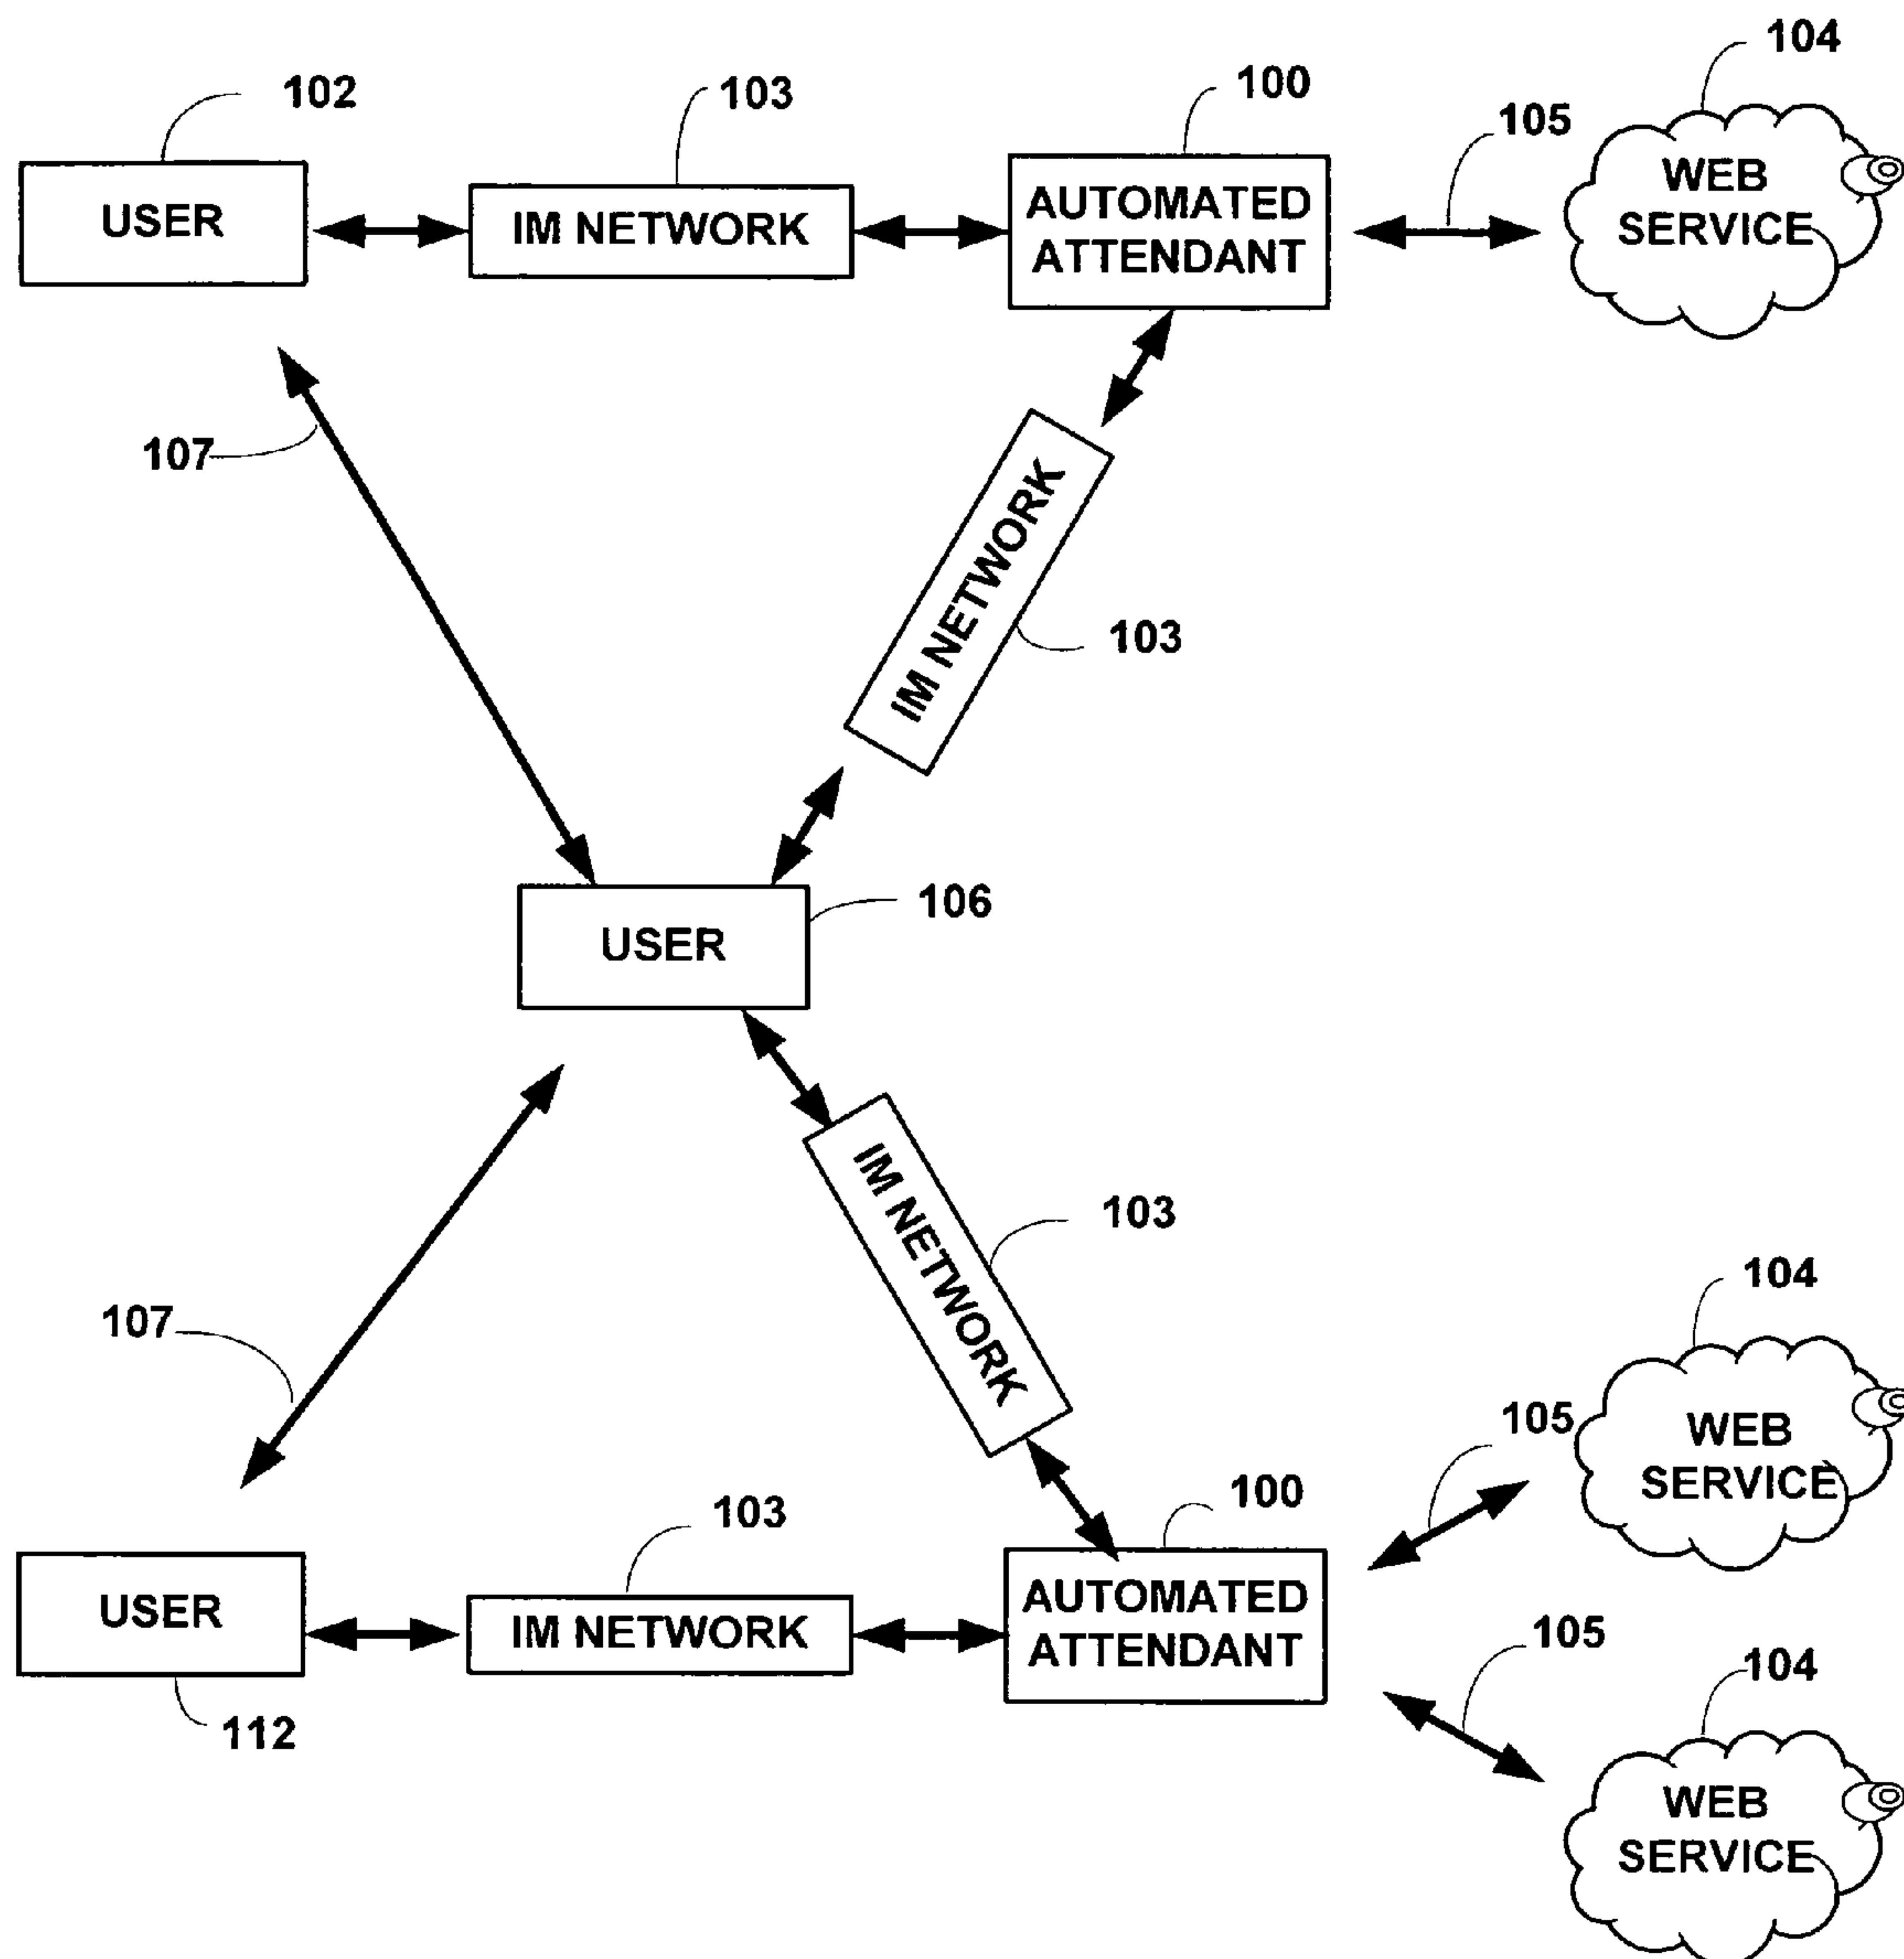 104
102
103
100
105
USER
IM NETWORK
AUTOMATED
ATTENDANT
WEB
SERVICE
107
IM NETWORK
103
106
USER
IM NETWORK
103
104
107
105
WEB
SERVICE
103
100
USER
IM NETWORK
AUTOMATED
ATTENDANT
105
104
112
WEB
SERVICE